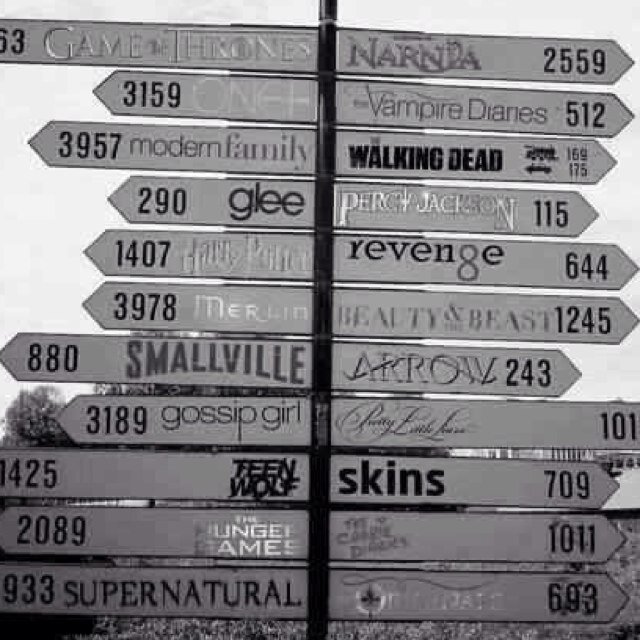 63 GAME OF THRONES
NARNIA 2559
3159 ONCE
The Vampire Diaries 512
3957 modern family
THE WALKING DEAD 169
175
290 glee
PERCY JACKSON 115
1407 Harry Potter
revenge 644
3978 MERLIN
BEAUTY & THE BEAST 1245
880 SMALLVILLE
ARROW 243
3189 gossip girl
Pretty Little Liars 101
1425 TEEN WOLF
skins 709
2089 THE HUNGER GAMES
1011
933 SUPERNATURAL
693